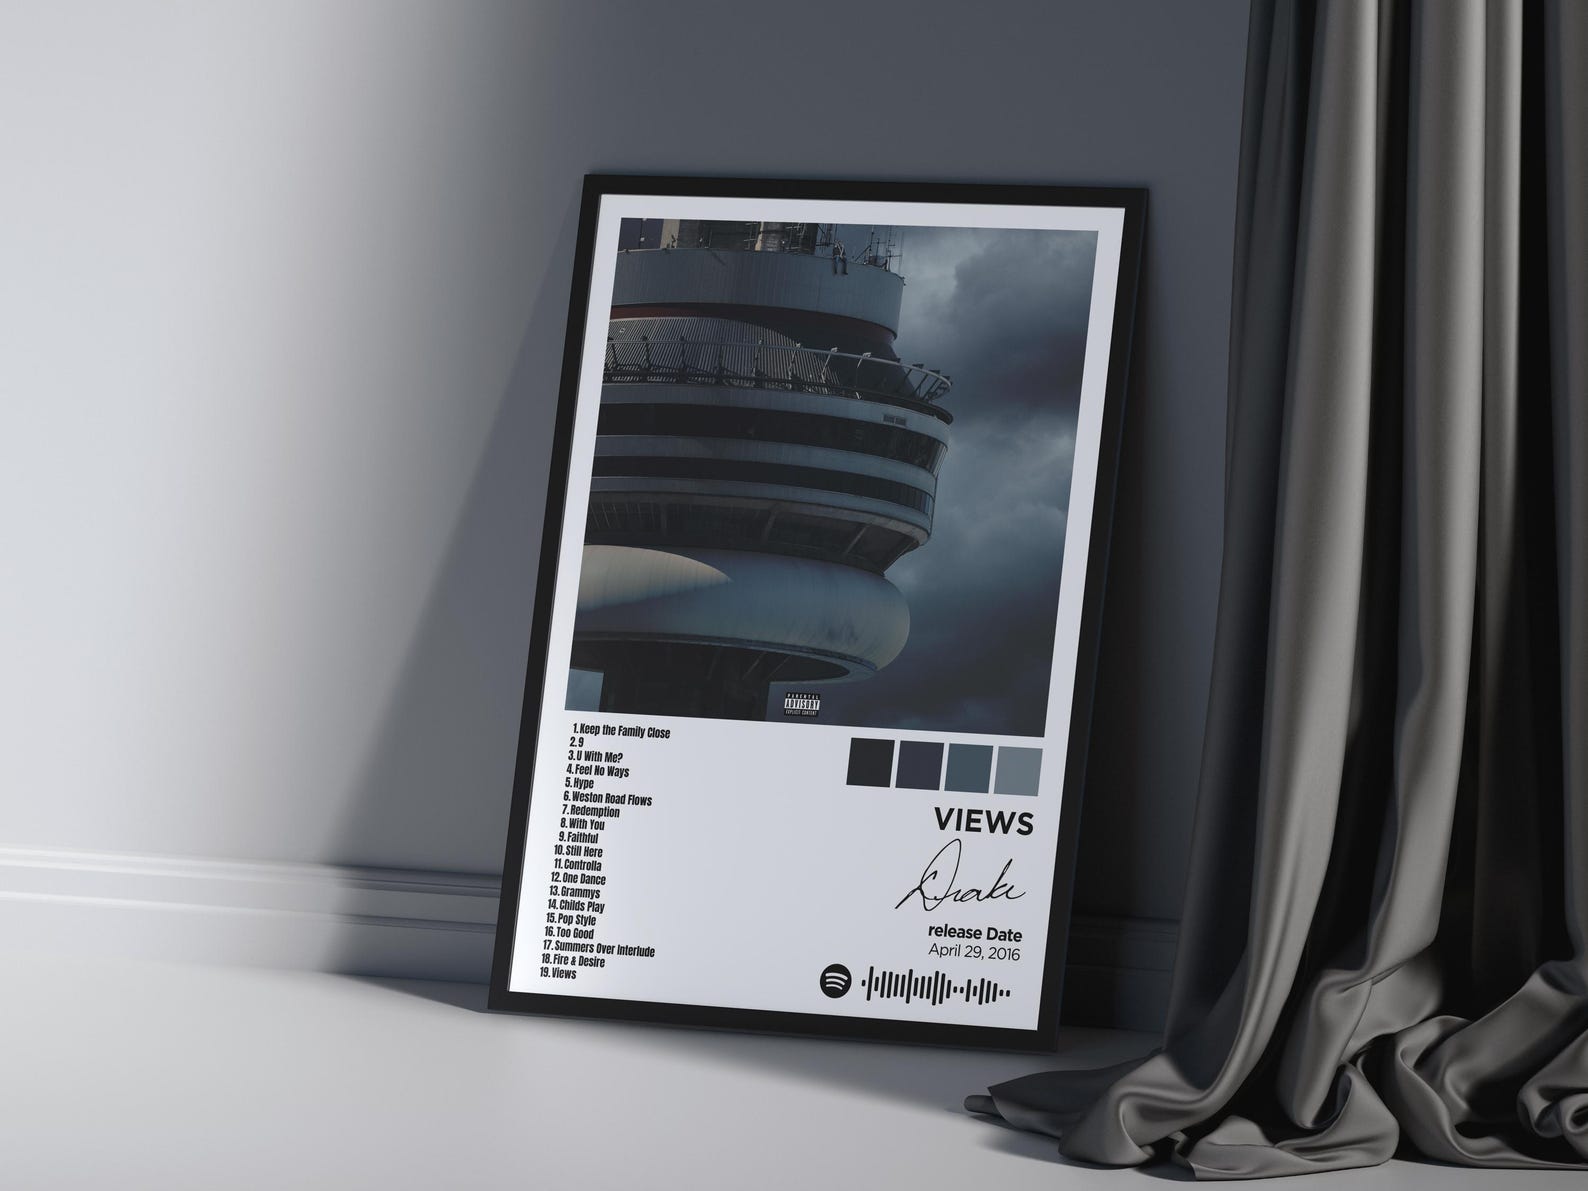 PARENTAL
ADVISORY
EXPLICIT CONTENT
1. Keep the Family Close
2. 9
3. U With Me?
4. Feel No Ways
5. Hype
6. Weston Road Flows
7. Redemption
8. With You
9. Faithful
10. Still Here
11. Controlla
12. One Dance
13. Grammys
14. Childs Play
15. Pop Style
16. Too Good
17. Summers Over Interlude
18. Fire & Desire
19. Views
VIEWS
Drake
release Date
April 29, 2016